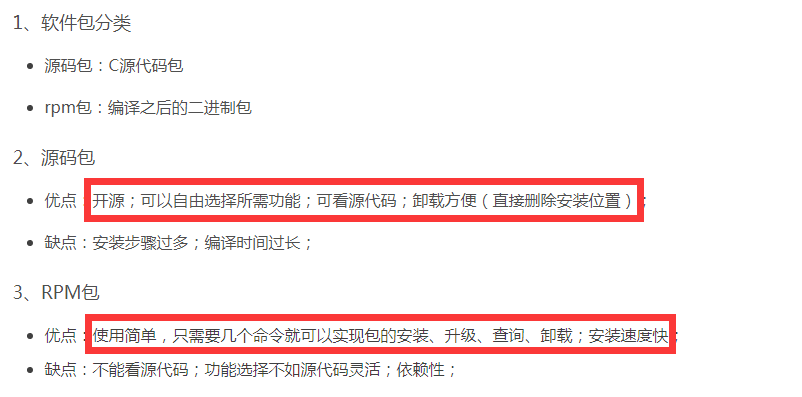 1、软件包分类
• 源码包：C源代码包
• rpm包：编译之后的二进制包
2、源码包
• 优点：开源；可以自由选择所需功能；可看源代码；卸载方便（直接删除安装位置）；
• 缺点：安装步骤过多；编译时间过长；
3、RPM包
• 优点：使用简单，只需要几个命令就可以实现包的安装、升级、查询、卸载；安装速度快；
• 缺点：不能看源代码；功能选择不如源代码灵活；依赖性；